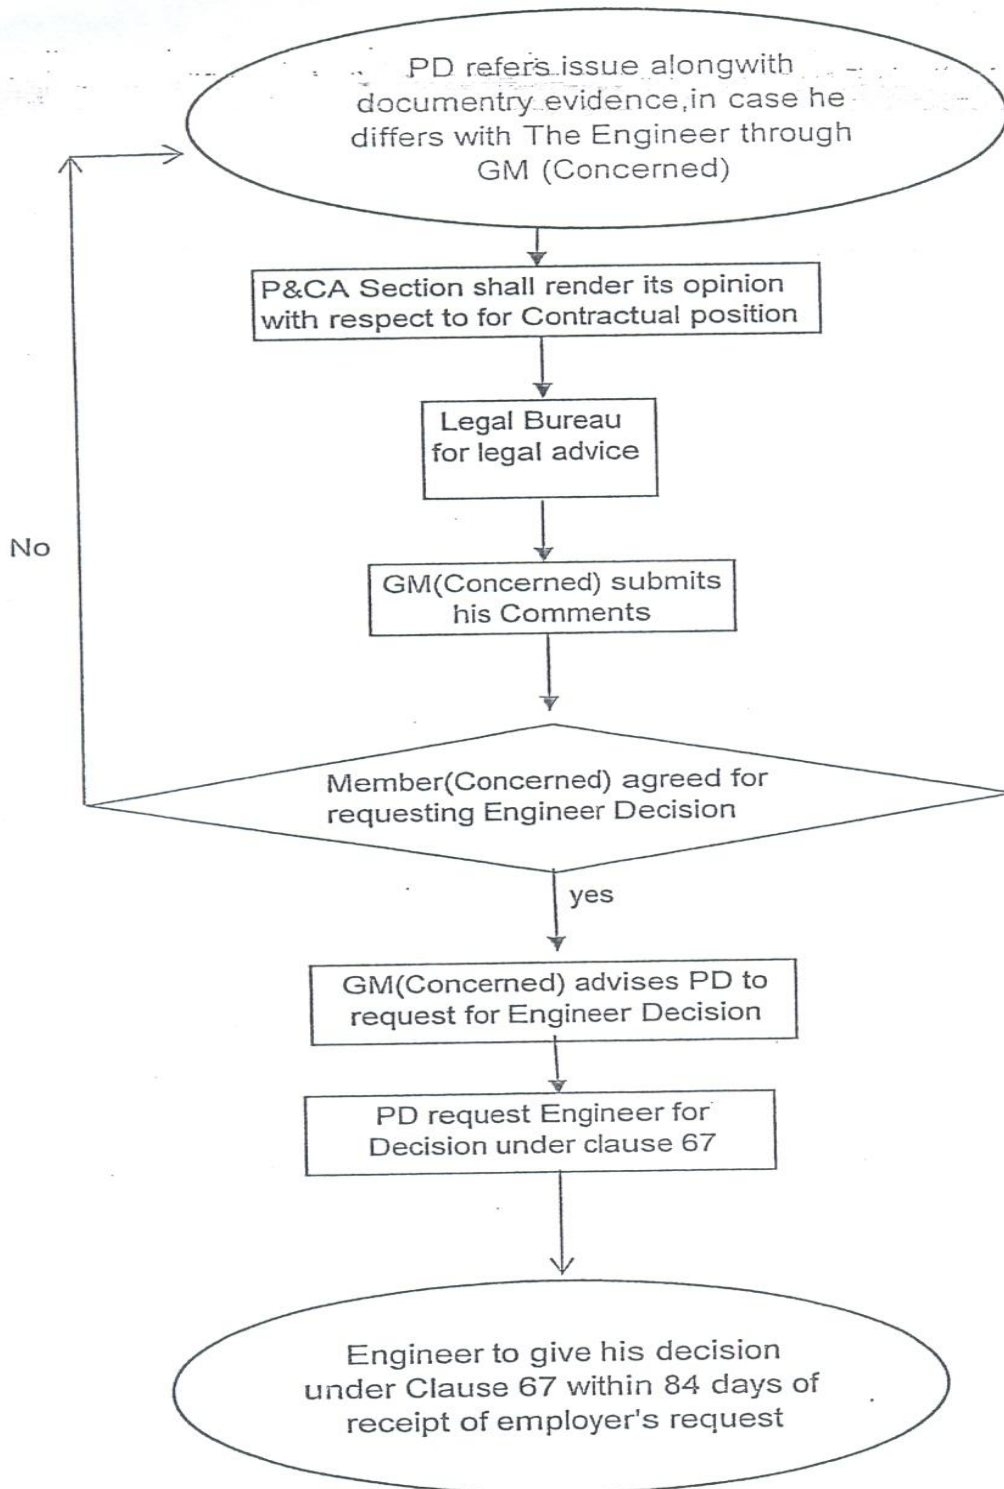 PD refers issue alongwith
documentry evidence,in case he
differs with The Engineer through
GM (Concerned)
P&CA Section shall render its opinion
with respect to for Contractual position
Legal Bureau
for legal advice
No
GM(Concerned) submits
his Comments
Member(Concerned) agreed for
requesting Engineer Decision
yes
GM(Concerned) advises PD to
request for Engineer Decision
PD request Engineer for
Decision under clause 67
Engineer to give his decision
under Clause 67 within 84 days of
receipt of employer's request